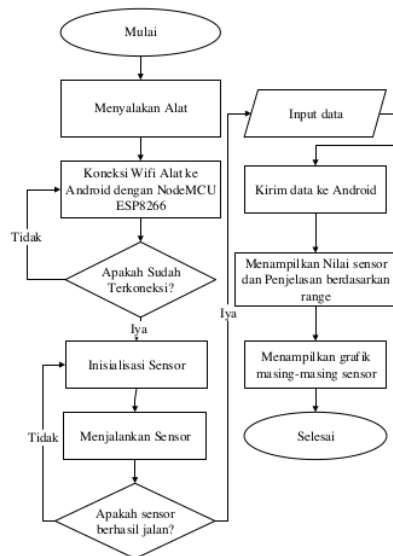 Mulai
Menyalakan Alat
Koneksi Wifi Alat ke
Android dengan NodeMCU
ESP8266
Tidak
Apakah Sudah
Terkoneksi?
Iya
Inisialisasi Sensor
Tidak
Menjalankan Sensor
Apakah sensor
berhasil jalan?
Iya
Input data
Kirim data ke Android
Menampilkan Nilai sensor
dan Penjelasan berdasarkan
range
Menampilkan grafik
masing-masing sensor
Selesai